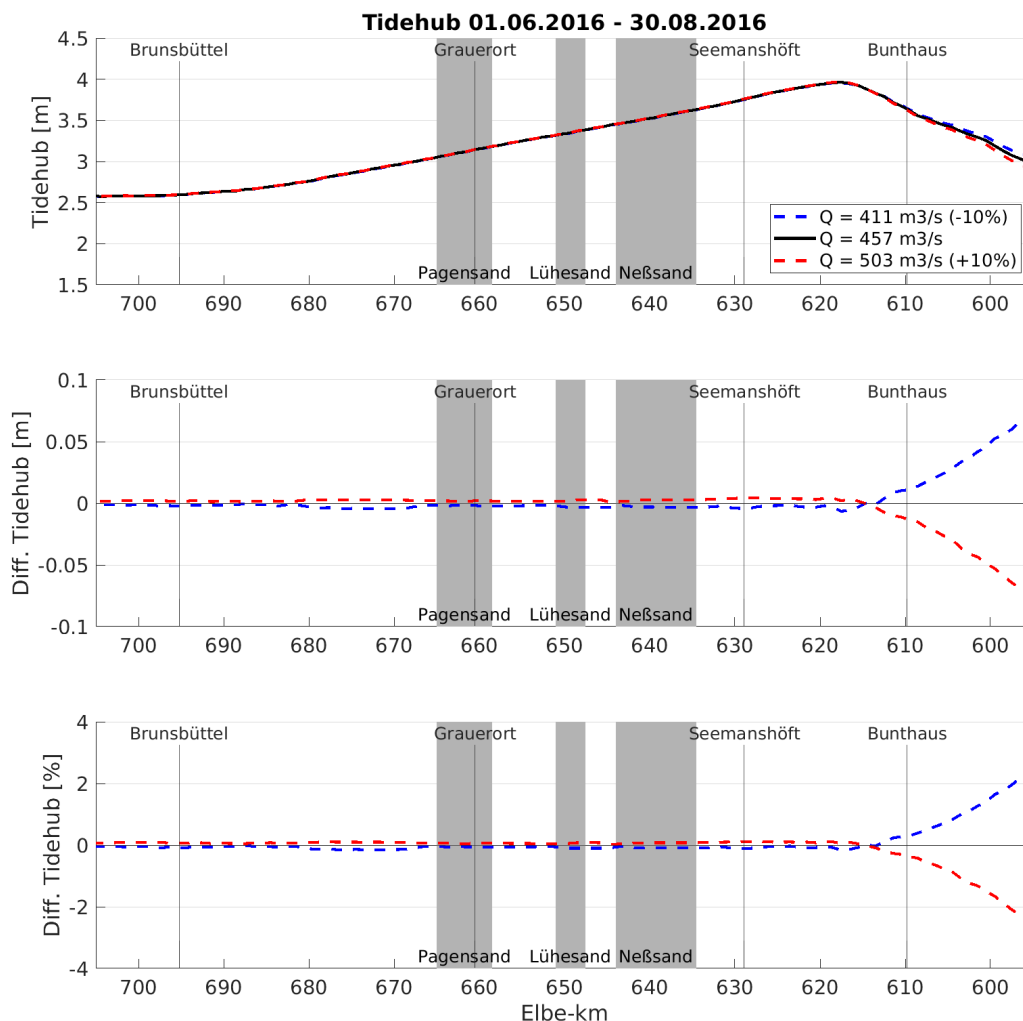 Tidehub 01.06.2016 - 30.08.2016
4.5
4
3.5
3
2.5
2
1.5
Tidehub [m]
Brunsbüttel
Grauerort
Seemanshöft
Bunthaus
Q = 411 m3/s (-10%)
Q = 457 m3/s
Q = 503 m3/s (+10%)
Pagensand
Lühesand
Neßsand
700
690
680
670
660
650
640
630
620
610
600
0.1
0.05
0
-0.05
-0.1
Diff. Tidehub [m]
Brunsbüttel
Grauerort
Seemanshöft
Bunthaus
Pagensand
Lühesand
Neßsand
700
690
680
670
660
650
640
630
620
610
600
4
2
0
-2
-4
Diff. Tidehub [%]
Brunsbüttel
Grauerort
Seemanshöft
Bunthaus
Pagensand
Lühesand
Neßsand
700
690
680
670
660
650
640
630
620
610
600
Elbe-km